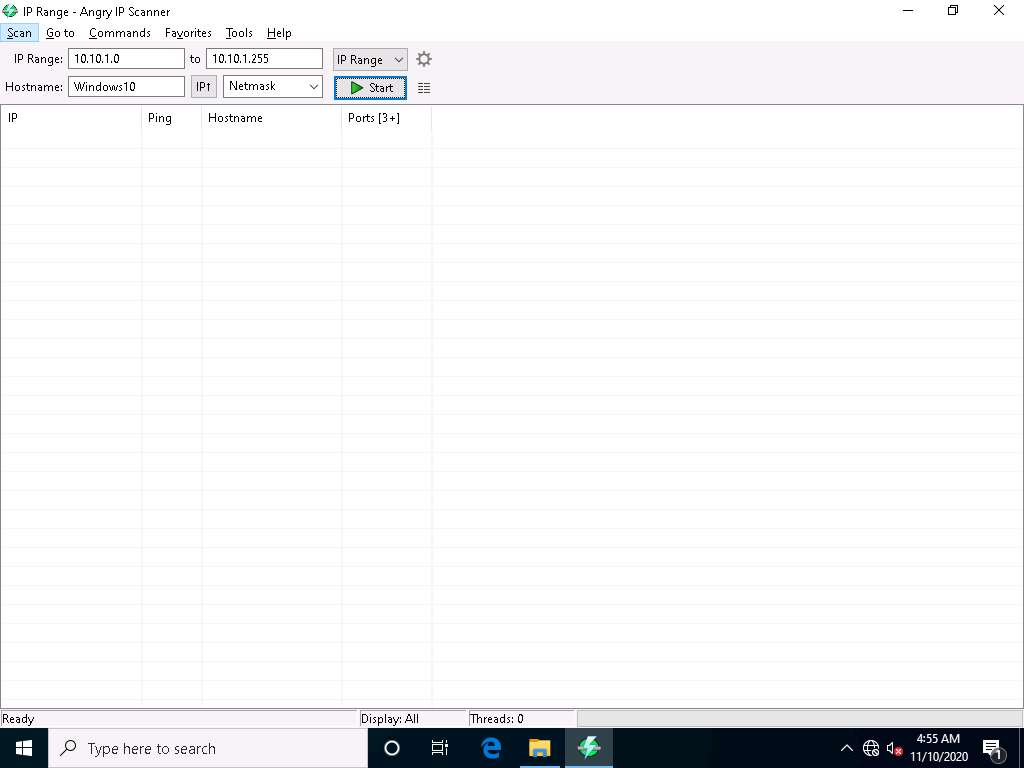 IP Range - Angry IP Scanner
Scan Go to Commands Favorites Tools Help
IP Range: 10.10.1.0 to 10.10.1.255 IP Range
Hostname: Windows10 IP↑ Netmask Start
IP Ping Hostname Ports [3+]
Ready Display: All Threads: 0
Type here to search
4:55 AM
11/10/2020
1